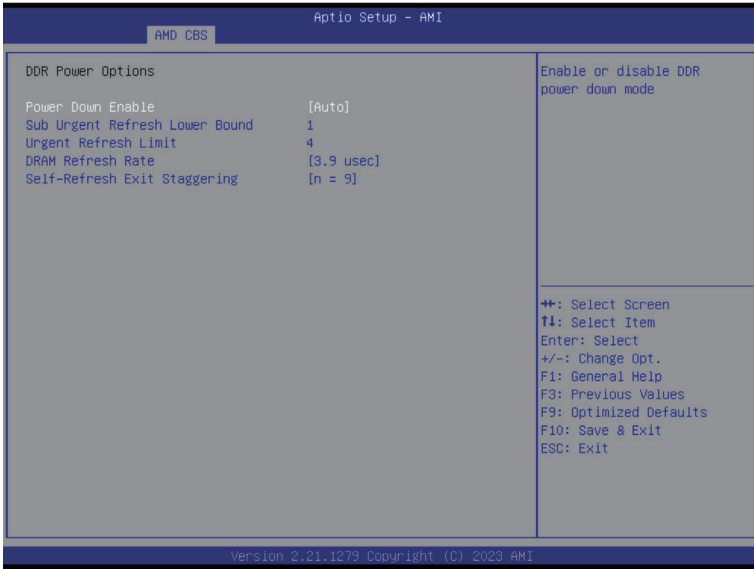 Aptio Setup - AMI
AMD CBS
DDR Power Options
Power Down Enable [Auto]
Sub Urgent Refresh Lower Bound 1
Urgent Refresh Limit 4
DRAM Refresh Rate [3.9 usec]
Self-Refresh Exit Staggering [n = 9]
Enable or disable DDR
power down mode
→←: Select Screen
↑↓: Select Item
Enter: Select
+/-: Change Opt.
F1: General Help
F3: Previous Values
F9: Optimized Defaults
F10: Save & Exit
ESC: Exit
Version 2.21.1279 Copyright (C) 2023 AMI